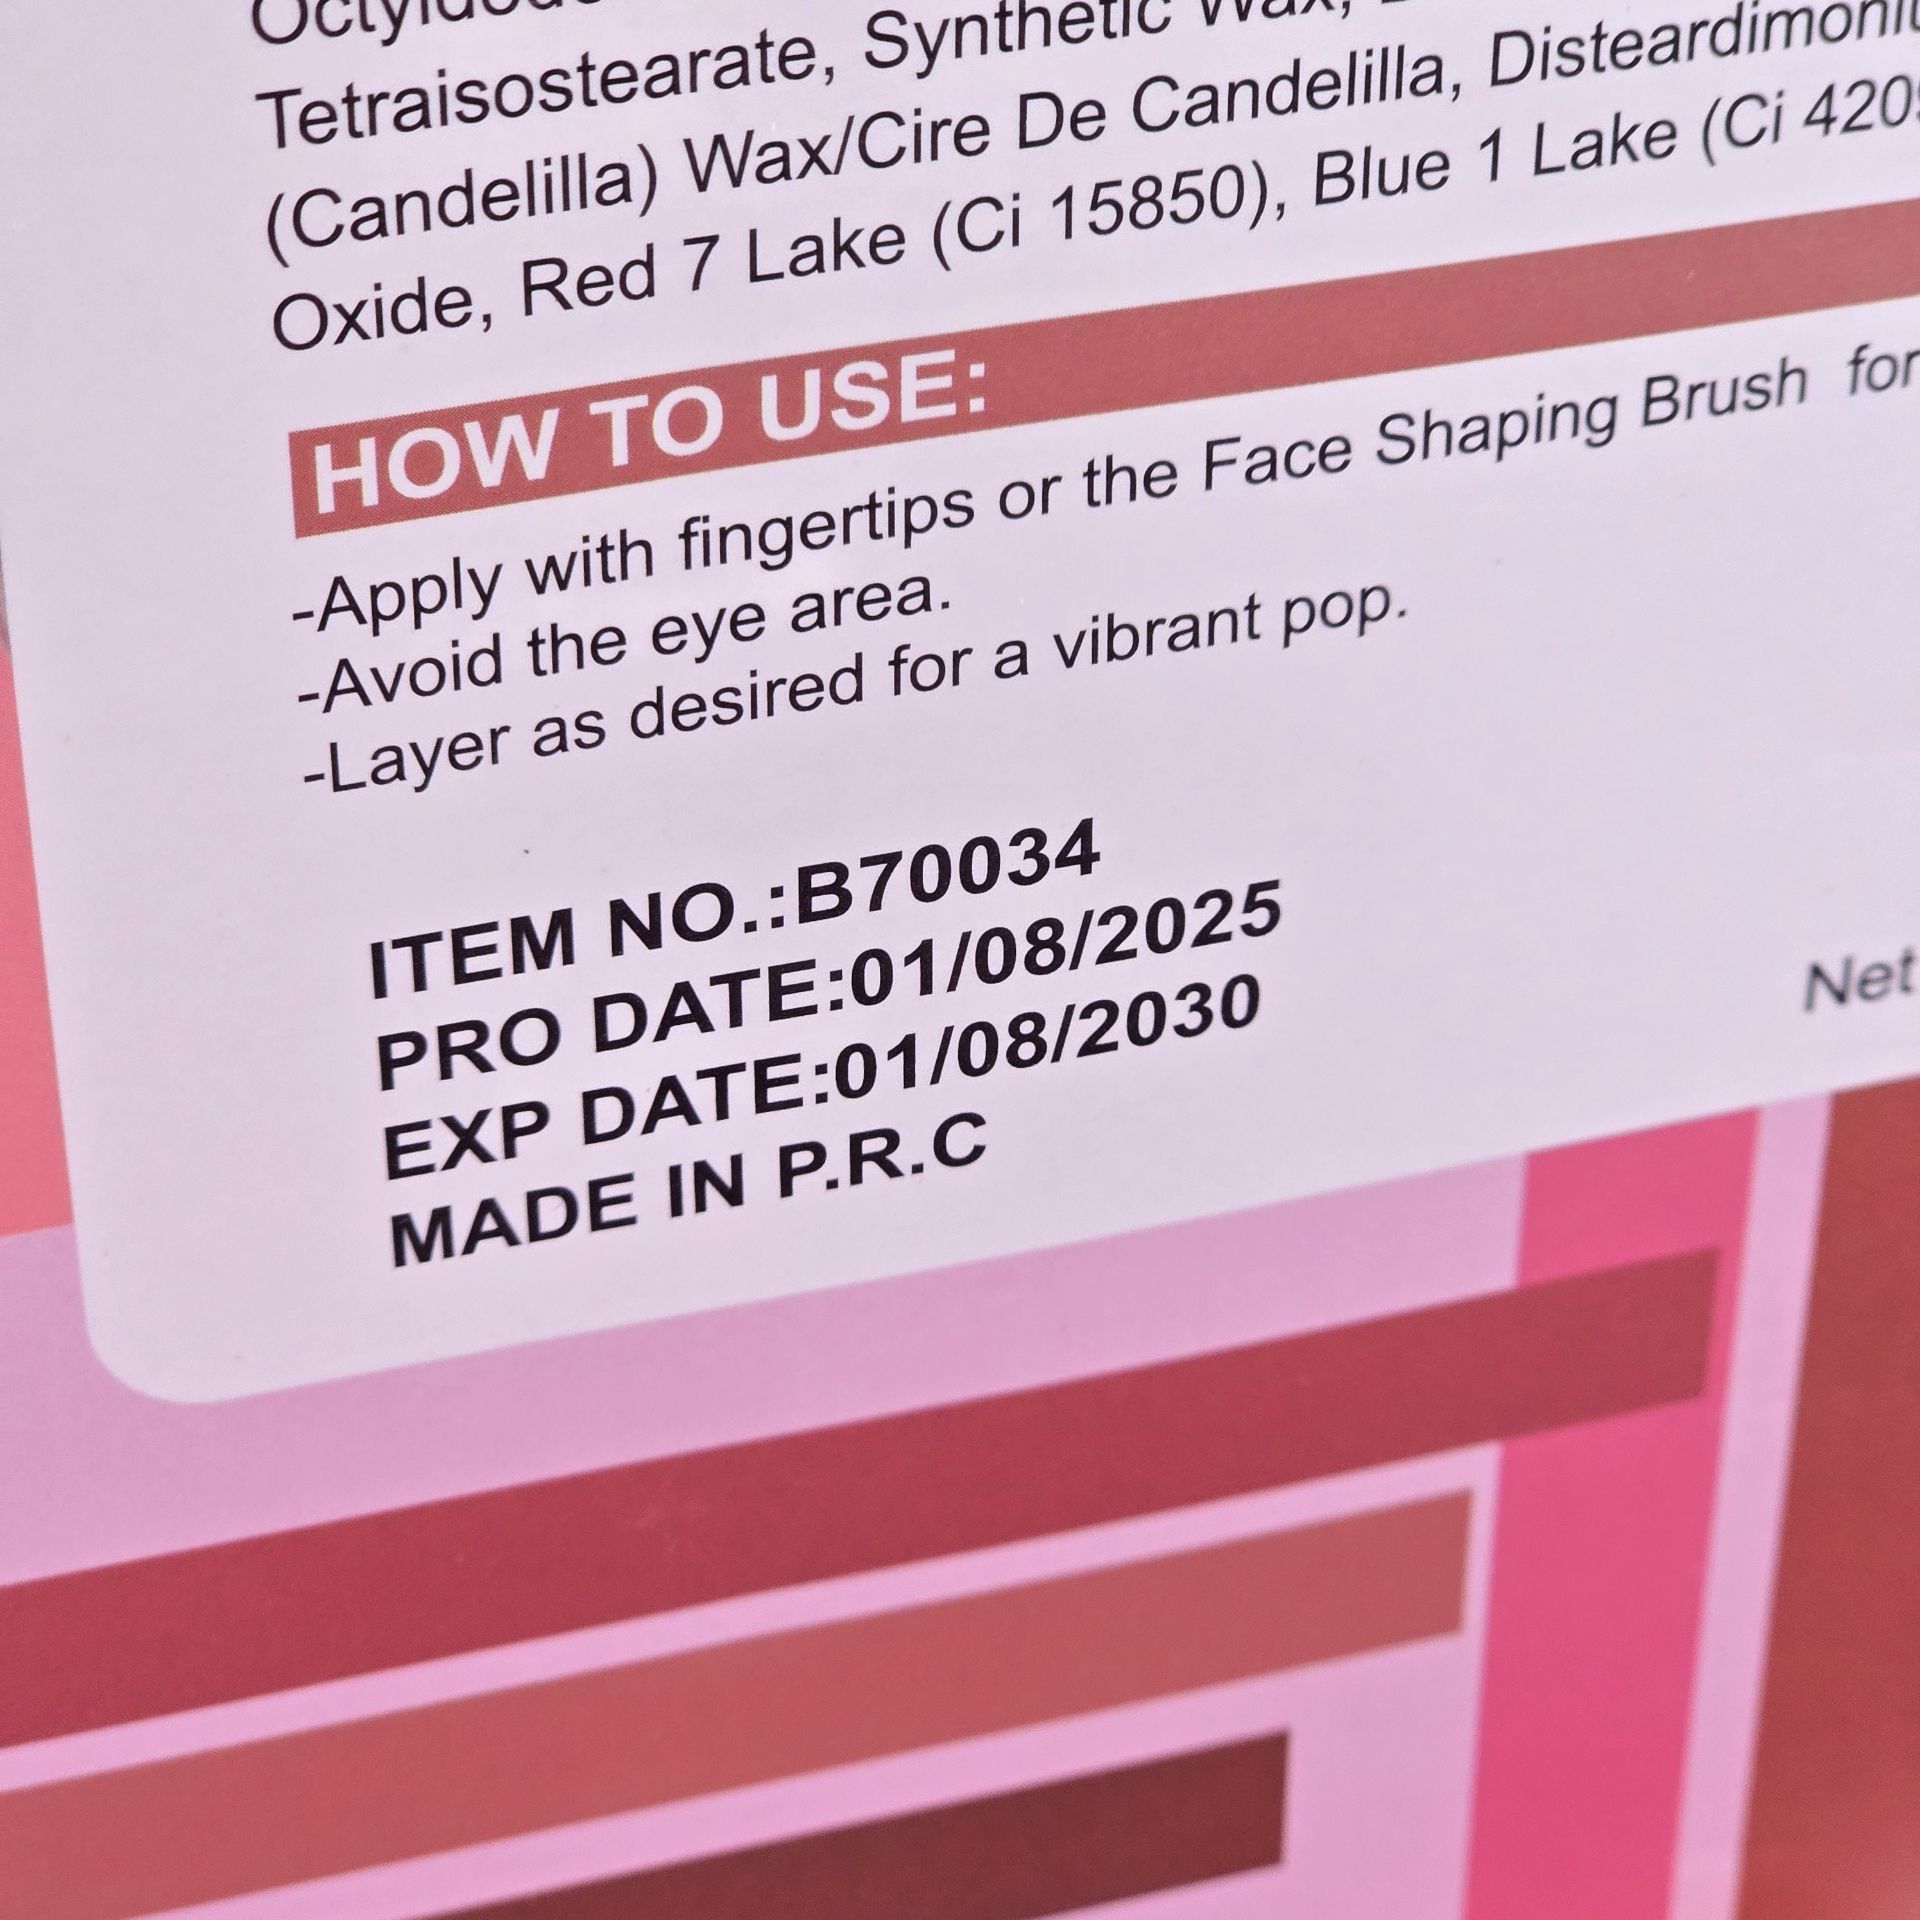 Tetraisostearate, Synthetic Wax,
(Candelilla) Wax/Cire De Candelilla,
Oxide, Red 7 Lake (Ci 15850), Blue 1 Lake (Ci
HOW TO USE:
-Apply with fingertips or the Face Shaping Brush for
-Avoid the eye area.
-Layer as desired for a vibrant pop.
ITEM NO.:B70034
PRO DATE:01/08/2025
EXP DATE:01/08/2030
MADE IN P.R.C
Net